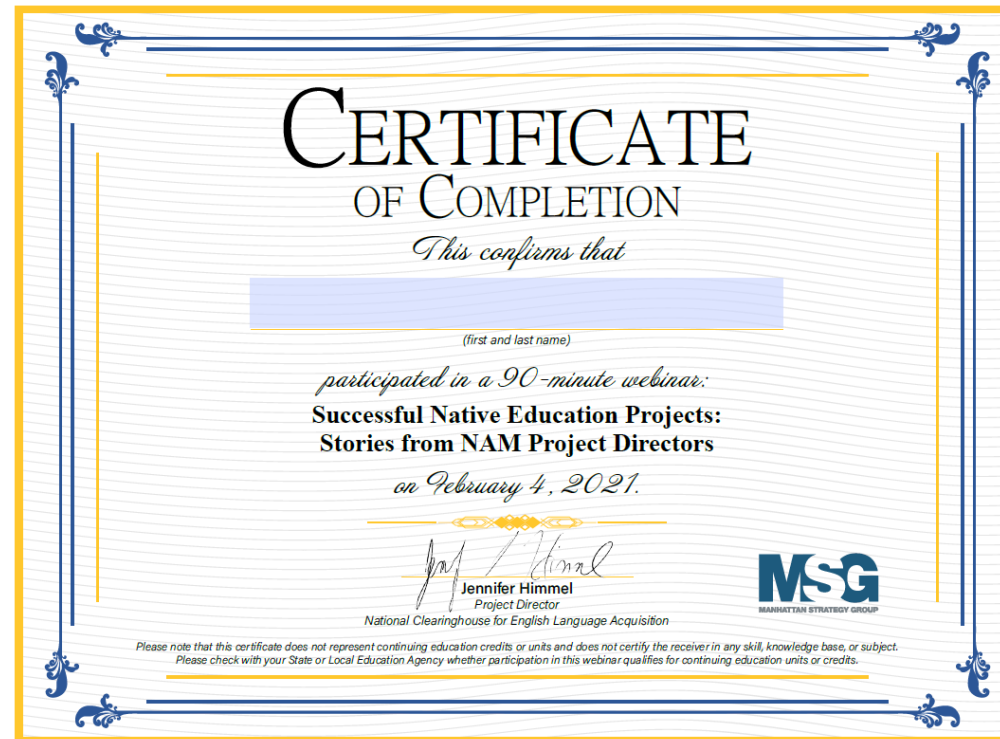 CERTIFICATE
OF COMPLETION
This confirms that
(first and last name)
participated in a 90-minute webinar:
Successful Native Education Projects:
Stories from NAM Project Directors
on February 4, 2021.
Jennifer Himmel
Project Director
National Clearinghouse for English Language Acquisition
MSG
MANHATTAN STRATEGY GROUP
Please note that this certificate does not represent continuing education credits or units and does not certify the receiver in any skill, knowledge base, or subject.
Please check with your State or Local Education Agency whether participation in this webinar qualifies for continuing education units or credits.